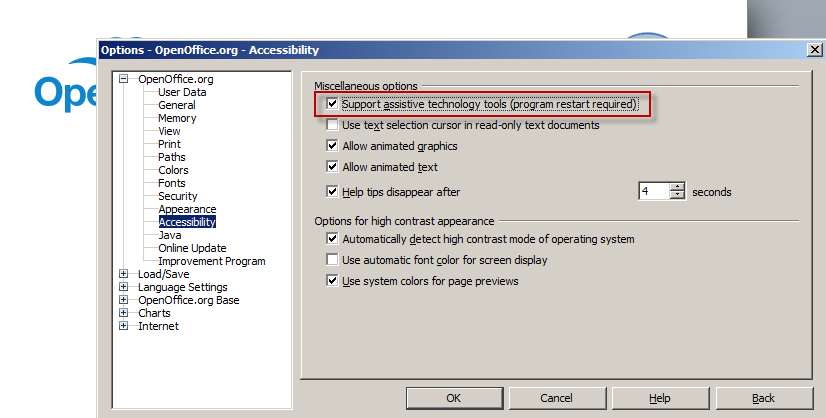 Options - OpenOffice.org - Accessibility
Ope
OpenOffice.org
User Data
General
Memory
View
Print
Paths
Colors
Fonts
Security
Appearance
Accessibility
Java
Online Update
Improvement Program
Load/Save
Language Settings
OpenOffice.org Base
Charts
Internet
Miscellaneous options
Support assistive technology tools (program restart required)
Use text selection cursor in read-only text documents
Allow animated graphics
Allow animated text
Help tips disappear after 4 seconds
Options for high contrast appearance
Automatically detect high contrast mode of operating system
Use automatic font color for screen display
Use system colors for page previews
OK Cancel Help Back